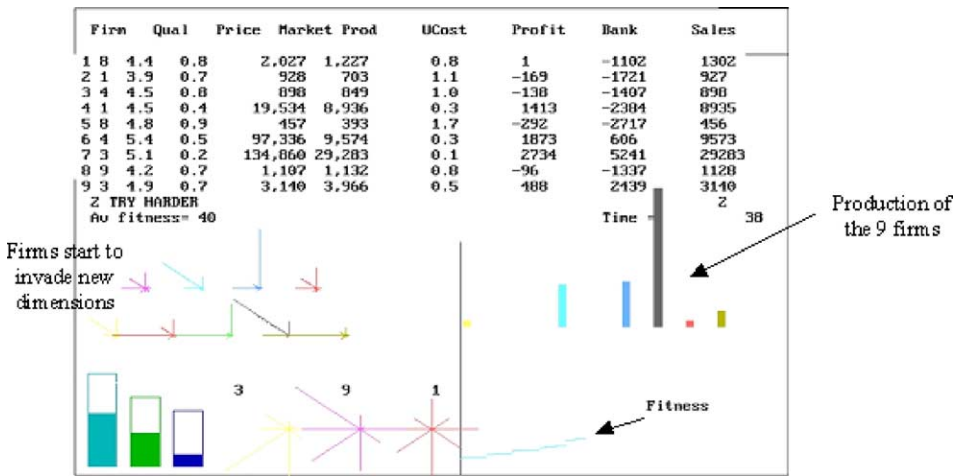 Firm Qual Price Market Prod UCost Profit Bank Sales
1 8 4.4 0.8 2,027 1,227 0.8 1 -1102 1302
2 1 3.9 0.7 928 703 1.1 -169 -1721 927
3 4 4.5 0.8 898 849 1.0 -138 -1407 898
4 1 4.5 0.4 19,534 8,936 0.3 1413 -2384 8935
5 8 4.8 0.9 457 393 1.7 -292 -2717 456
6 4 5.4 0.5 97,336 9,574 0.3 1873 606 9573
7 3 5.1 0.2 134,860 29,283 0.1 2734 5241 29283
8 9 4.2 0.7 1,107 1,132 0.8 -96 -1337 1128
9 3 4.9 0.7 3,140 3,966 0.5 488 2439 3140
Z TRY HARDER Z
Av fitness= 40 Time = 38
Production of
the 9 firms
Firms start to
invade new
dimensions
3 9 1
Fitness